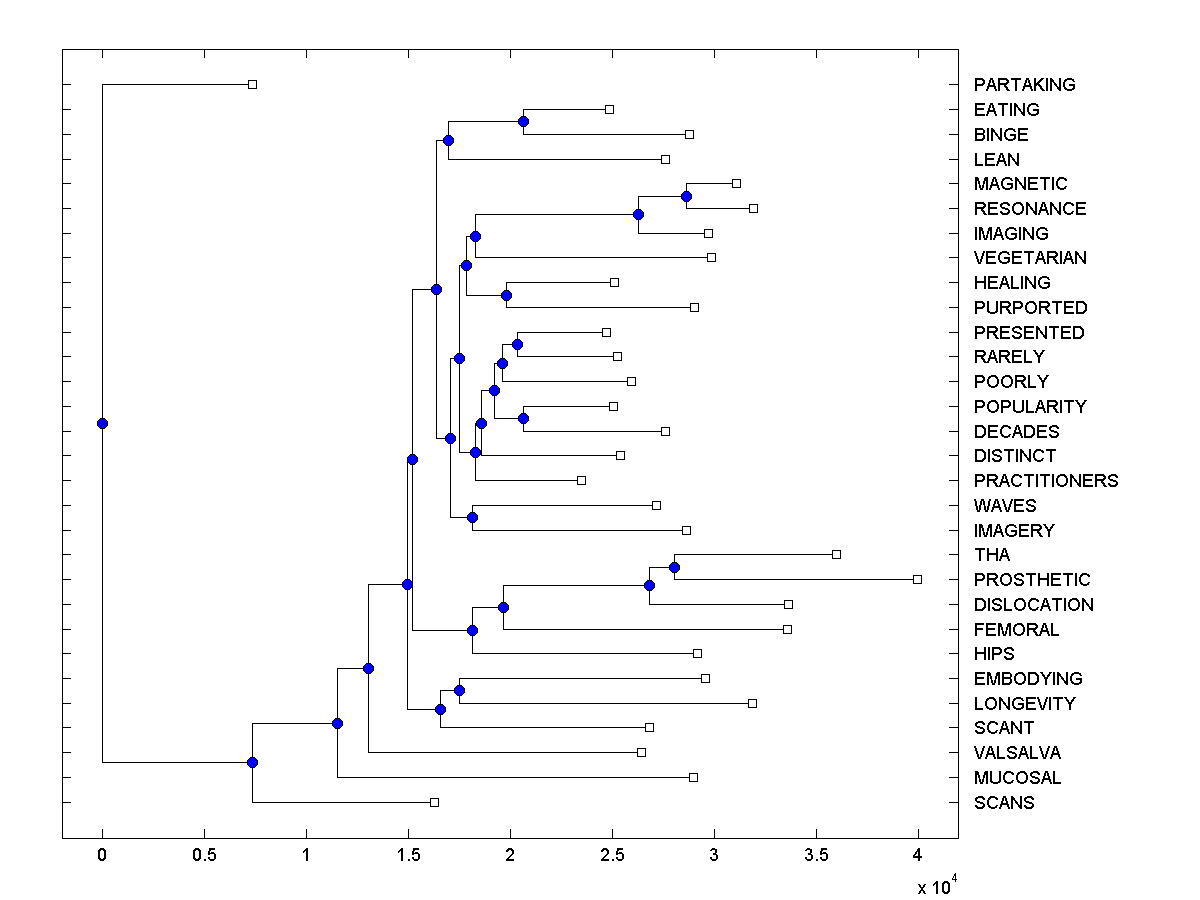 PARTAKING
EATING
BINGE
LEAN
MAGNETIC
RESONANCE
IMAGING
VEGETARIAN
HEALING
PURPORTED
PRESENTED
RARELY
POORLY
POPULARITY
DECADES
DISTINCT
PRACTITIONERS
WAVES
IMAGERY
THA
PROSTHETIC
DISLOCATION
FEMORAL
HIPS
EMBODYING
LONGEVITY
SCANT
VALSALVA
MUCOSAL
SCANS
0 0.5 1 1.5 2 2.5 3 3.5 4
x 10^4